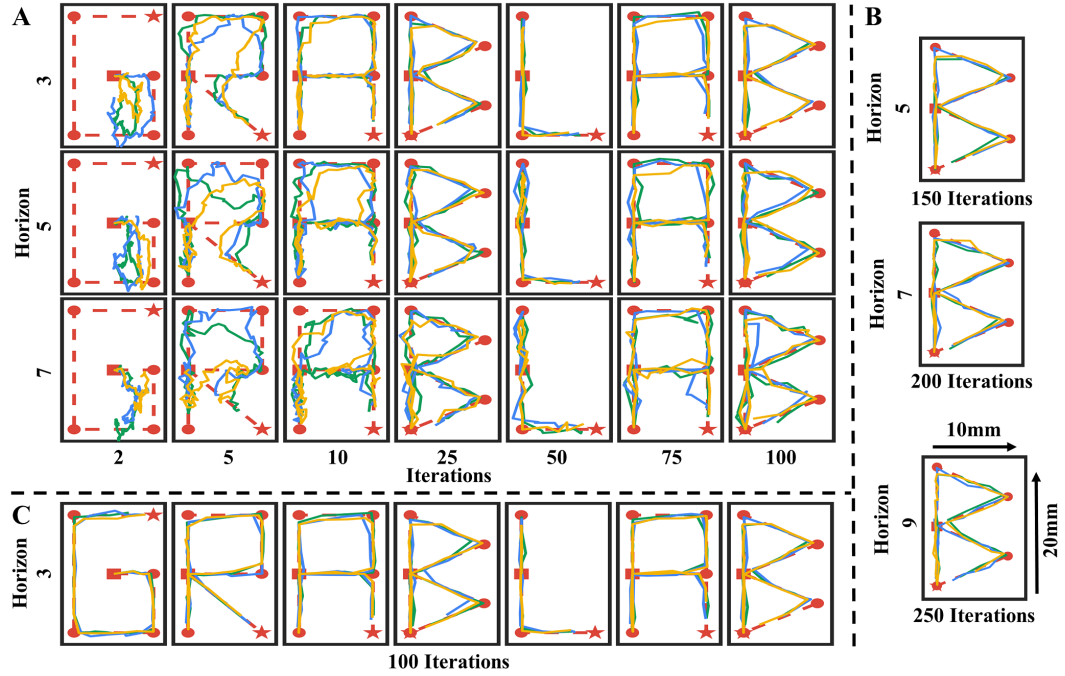 A
Horizon
3
5
7
2 5 10 25 50 75 100
Iterations
B
Horizon
5
150 Iterations
Horizon
7
200 Iterations
10mm
Horizon
9
20mm
250 Iterations
C
Horizon
3
100 Iterations